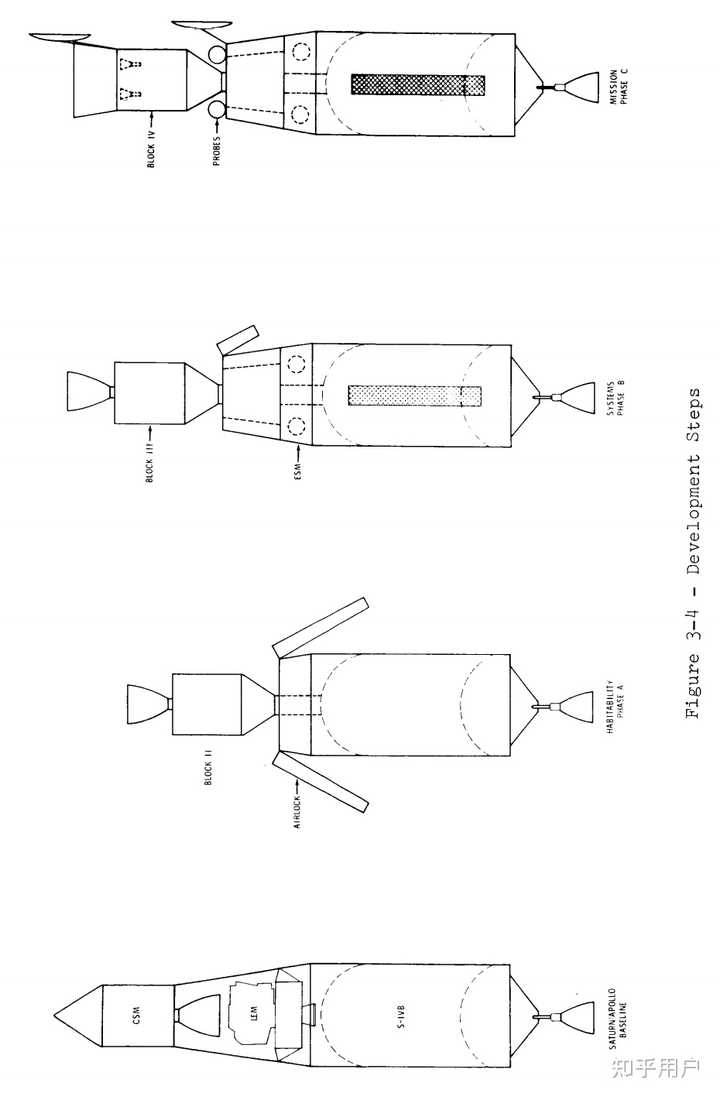 CSM
LEM
S-IVB
SATURN/APOLLO
BASELINE
BLOCK II
AIRLOCK
HABITABILITY
PHASE A
BLOCK III
ESM
SYSTEMS
PHASE B
BLOCK IV
PROBES
MISSION
PHASE C
Figure 3-4 - Development Steps
知乎用户